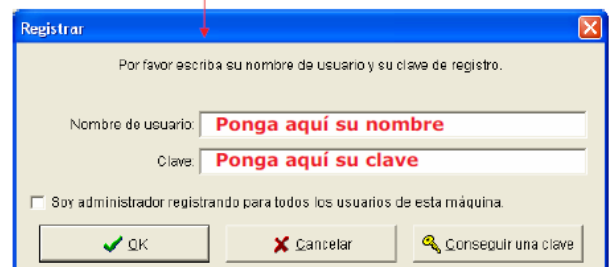 Registrar
Por favor escriba su nombre de usuario y su clave de registro.
Nombre de usuario: Ponga aquí su nombre
Clave: Ponga aquí su clave
Soy administrador registrando para todos los usuarios de esta máquina.
OK Cancelar Conseguir una clave